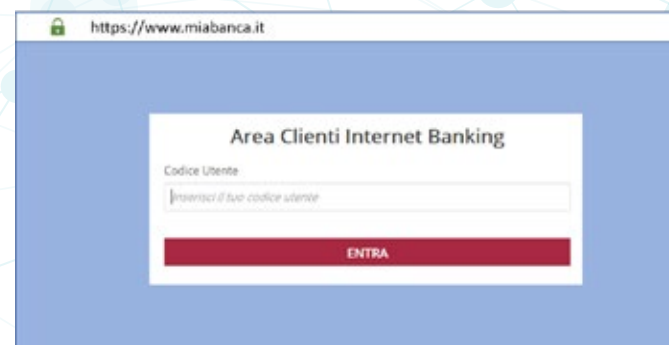 https://www.miabanca.it
Area Clienti Internet Banking
Codice Utente
Inserisci il tuo codice utente
ENTRA